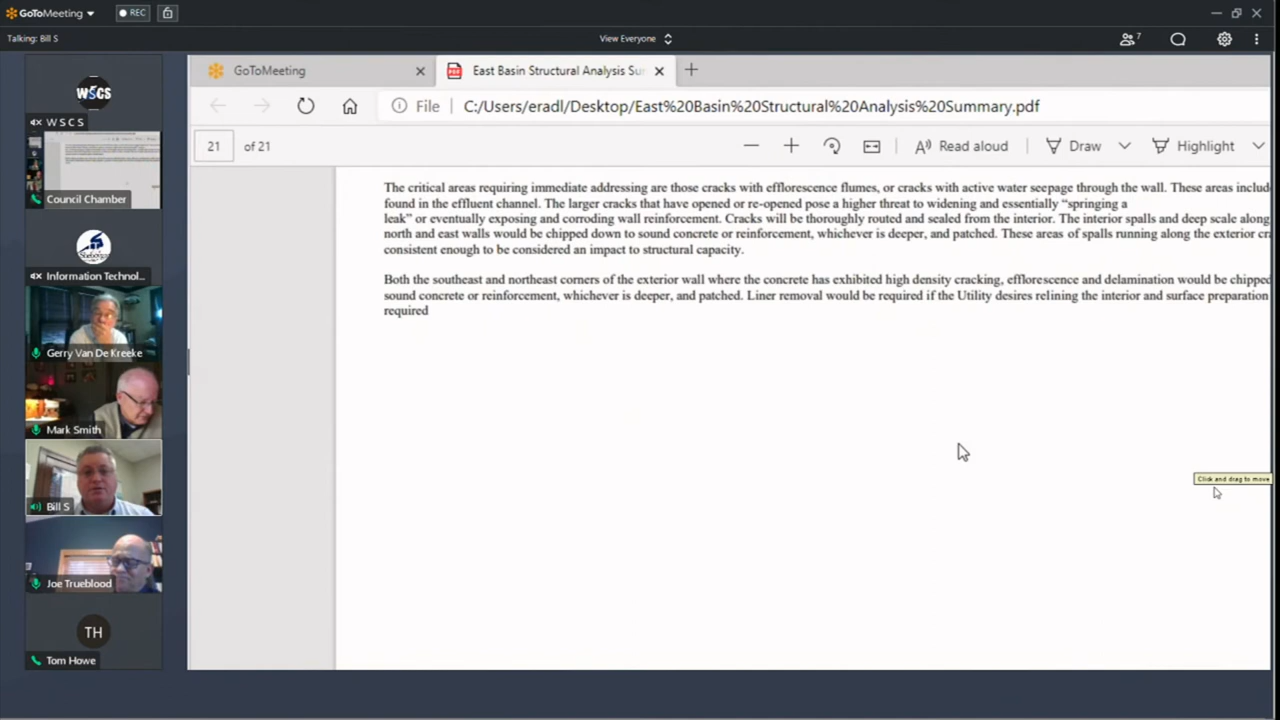 GoToMeeting
REC
Talking: Bill S
View Everyone
7
WSCS
W S C S
Council Chamber
Information Technol...
Gerry Van De Kreeke
Mark Smith
Bill S
Joe Trueblood
TH
Tom Howe
GoToMeeting
East Basin Structural Analysis Su
File
C:/Users/eradl/Desktop/East%20Basin%20Structural%20Analysis%20Summary.pdf
21 of 21
Read aloud
Draw
Highlight
The critical areas requiring immediate addressing are those cracks with efflorescence flumes, or cracks with active water seepage through the wall. These areas includ
found in the effluent channel. The larger cracks that have opened or re-opened pose a higher threat to widening and essentially “springing a
leak” or eventually exposing and corroding wall reinforcement. Cracks will be thoroughly routed and sealed from the interior. The interior spalls and deep scale along
north and east walls would be chipped down to sound concrete or reinforcement, whichever is deeper, and patched. These areas of spalls running along the exterior cra
consistent enough to be considered an impact to structural capacity.
Both the southeast and northeast corners of the exterior wall where the concrete has exhibited high density cracking, efflorescence and delamination would be chipped
sound concrete or reinforcement, whichever is deeper, and patched. Liner removal would be required if the Utility desires relining the interior and surface preparation
required
Click and drag to move